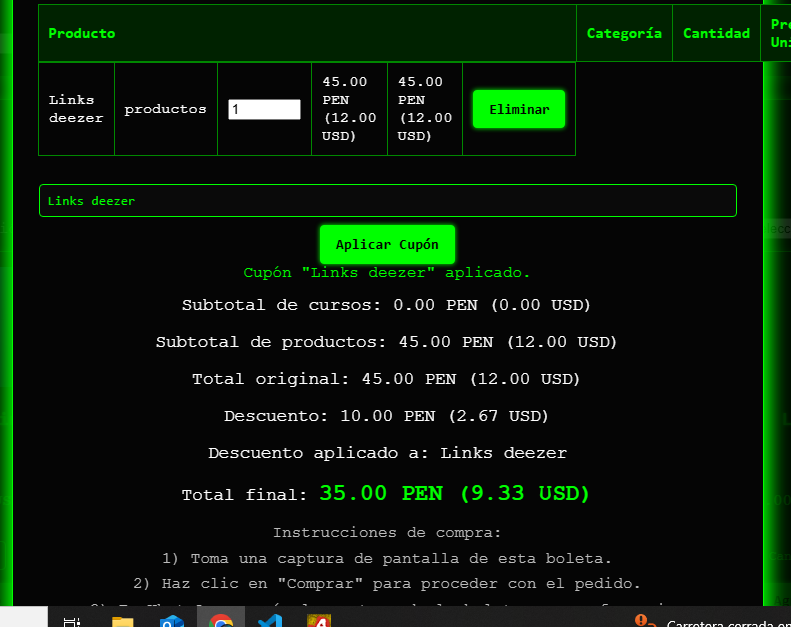 Producto Categoría Cantidad
Links deezer productos 1 45.00 PEN (12.00 USD) 45.00 PEN (12.00 USD) Eliminar
Links deezer
Aplicar Cupón
Cupón "Links deezer" aplicado.
Subtotal de cursos: 0.00 PEN (0.00 USD)
Subtotal de productos: 45.00 PEN (12.00 USD)
Total original: 45.00 PEN (12.00 USD)
Descuento: 10.00 PEN (2.67 USD)
Descuento aplicado a: Links deezer
Total final: 35.00 PEN (9.33 USD)
Instrucciones de compra:
1) Toma una captura de pantalla de esta boleta.
2) Haz clic en "Comprar" para proceder con el pedido.
Carretera cerrada en